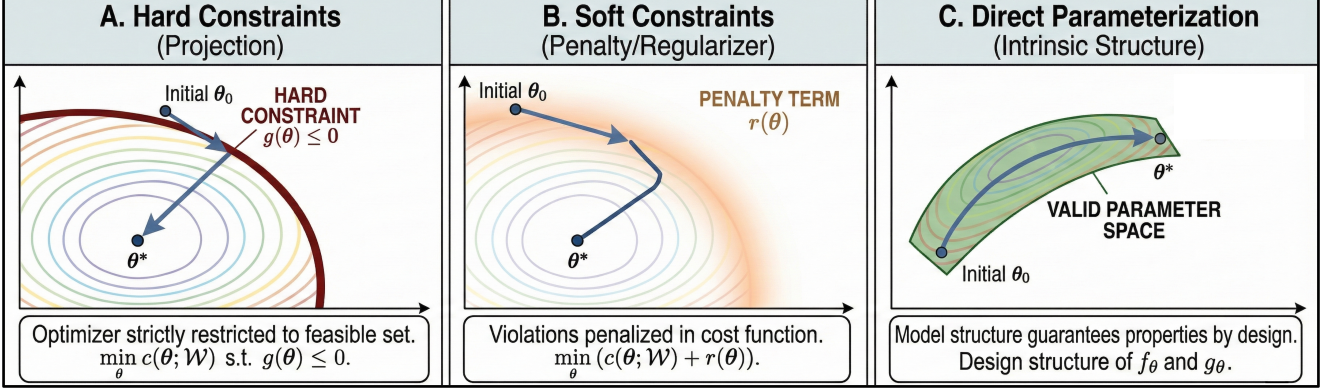 A. Hard Constraints
(Projection)
Initial θ₀
HARD
CONSTRAINT
g(θ) ≤ 0
θ*
Optimizer strictly restricted to feasible set.
min c(θ; 𝒲) s.t. g(θ) ≤ 0.
θ
B. Soft Constraints
(Penalty/Regularizer)
Initial θ₀
PENALTY TERM
r(θ)
θ*
Violations penalized in cost function.
min (c(θ; 𝒲) + r(θ)).
θ
C. Direct Parameterization
(Intrinsic Structure)
θ*
VALID PARAMETER
SPACE
Initial θ₀
Model structure guarantees properties by design.
Design structure of f_θ and g_θ.